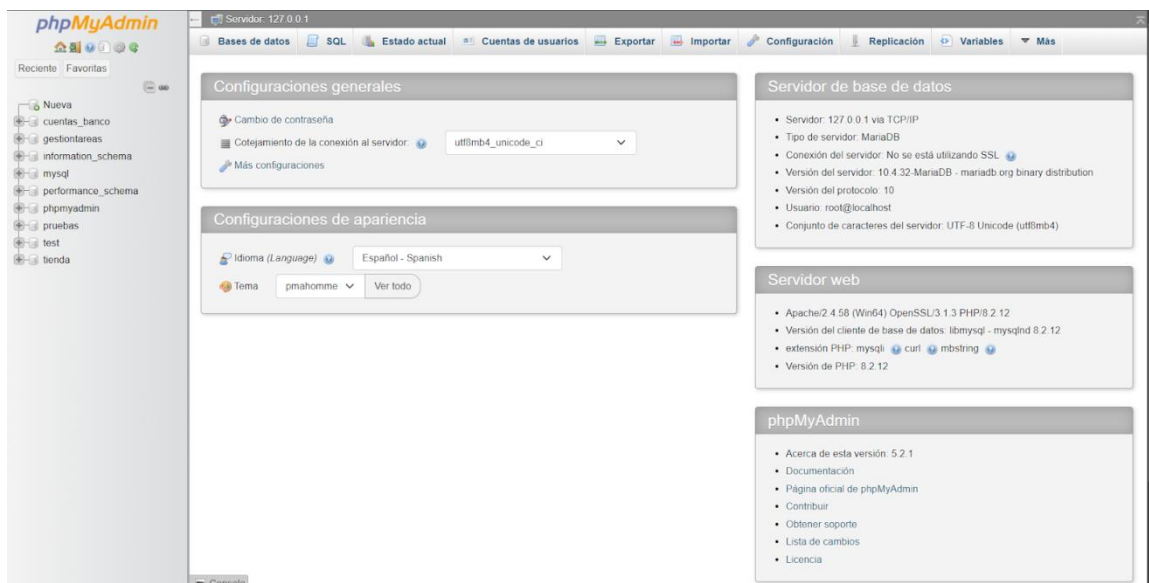 phpMyAdmin
Reciente Favoritas
Nueva
cuentas_banco
gestiontareas
information_schema
mysql
performance_schema
phpmyadmin
pruebas
test
tienda
Servidor: 127.0.0.1
Bases de datos SQL Estado actual Cuentas de usuarios Exportar Importar Configuración Replicación Variables Más
Configuraciones generales
Cambio de contraseña
Cotejamiento de la conexión al servidor: utf8mb4_unicode_ci
Más configuraciones
Configuraciones de apariencia
Idioma (Language) Español - Spanish
Tema pmahomme Ver todo
Servidor de base de datos
Servidor: 127.0.0.1 via TCP/IP
Tipo de servidor: MariaDB
Conexión del servidor: No se está utilizando SSL
Versión del servidor: 10.4.32-MariaDB - mariadb.org binary distribution
Versión del protocolo: 10
Usuario: root@localhost
Conjunto de caracteres del servidor: UTF-8 Unicode (utf8mb4)
Servidor web
Apache/2.4.58 (Win64) OpenSSL/3.1.3 PHP/8.2.12
Versión del cliente de base de datos: libmysql - mysqlnd 8.2.12
extensión PHP: mysqli curl mbstring
Versión de PHP: 8.2.12
phpMyAdmin
Acerca de esta versión: 5.2.1
Documentación
Página oficial de phpMyAdmin
Contribuir
Obtener soporte
Lista de cambios
Licencia
Consola